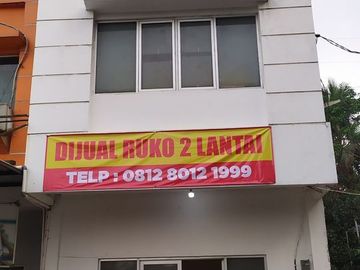 DIJUAL RUKO 2 LANTAI
TELP : 0812 8012 1999